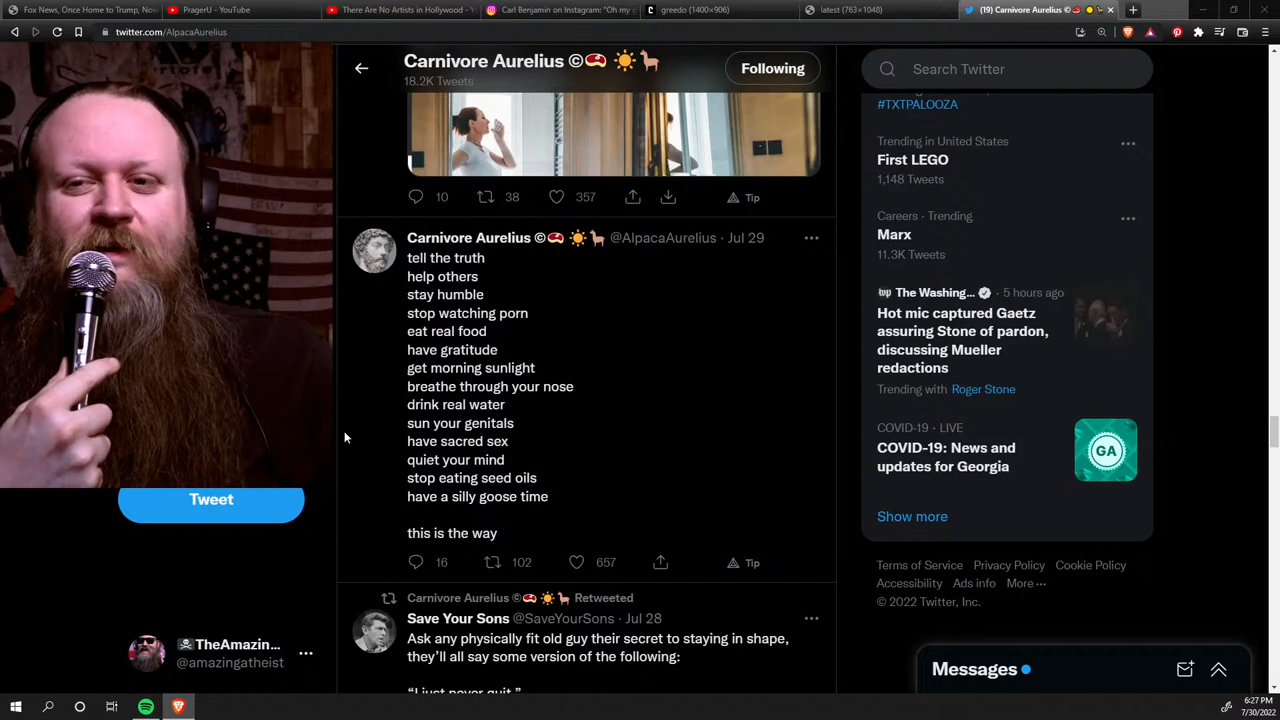 Fox News, Once Home to Trump, Now
PragerU - YouTube
There Are No Artists in Hollywood -
Carl Benjamin on Instagram: "Oh my g
greedo (1400×906)
latest (763×1048)
(19) Carnivore Aurelius ©
twitter.com/AlpacaAurelius
Carnivore Aurelius ©
18.2K Tweets
Following
10
38
357
Tip
Carnivore Aurelius © @AlpacaAurelius · Jul 29
tell the truth
help others
stay humble
stop watching porn
eat real food
have gratitude
get morning sunlight
breathe through your nose
drink real water
sun your genitals
have sacred sex
quiet your mind
stop eating seed oils
have a silly goose time
this is the way
16
102
657
Tip
Carnivore Aurelius © Retweeted
Save Your Sons @SaveYourSons · Jul 28
Ask any physically fit old guy their secret to staying in shape,
they'll all say some version of the following:
"I just never quit."
Search Twitter
#TXTPALOOZA
Trending in United States
First LEGO
1,148 Tweets
Careers · Trending
Marx
11.3K Tweets
wp The Washing... · 5 hours ago
Hot mic captured Gaetz
assuring Stone of pardon,
discussing Mueller
redactions
Trending with Roger Stone
COVID-19 · LIVE
COVID-19: News and
updates for Georgia
GA
Show more
Terms of Service Privacy Policy Cookie Policy
Accessibility Ads info More ···
© 2022 Twitter, Inc.
Messages
Tweet
TheAmazin...
@amazingatheist
6:27 PM
7/30/2022